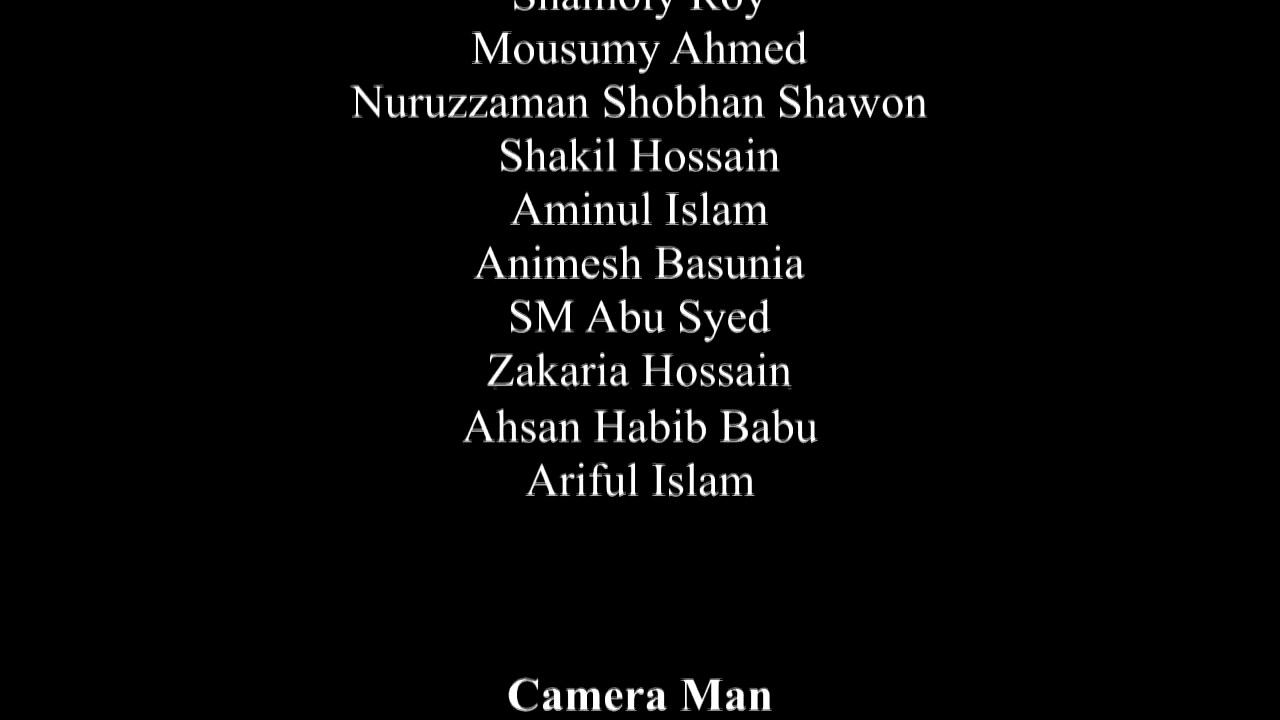 Roy
Mousumy Ahmed
Nuruzzaman Shobhan Shawon
Shakil Hossain
Aminul Islam
Animesh Basunia
SM Abu Syed
Zakaria Hossain
Ahsan Habib Babu
Ariful Islam
Camera Man